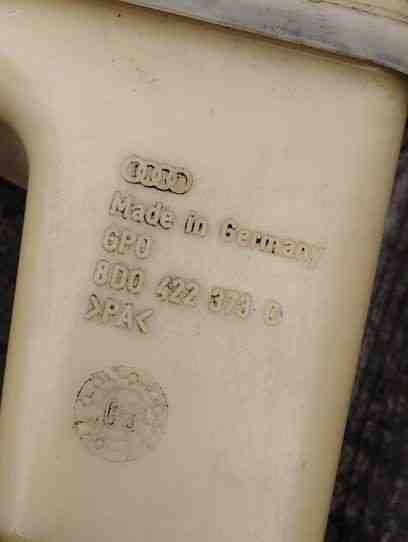 Made in Germany
GPO
8D0 422 373 C
>PA<